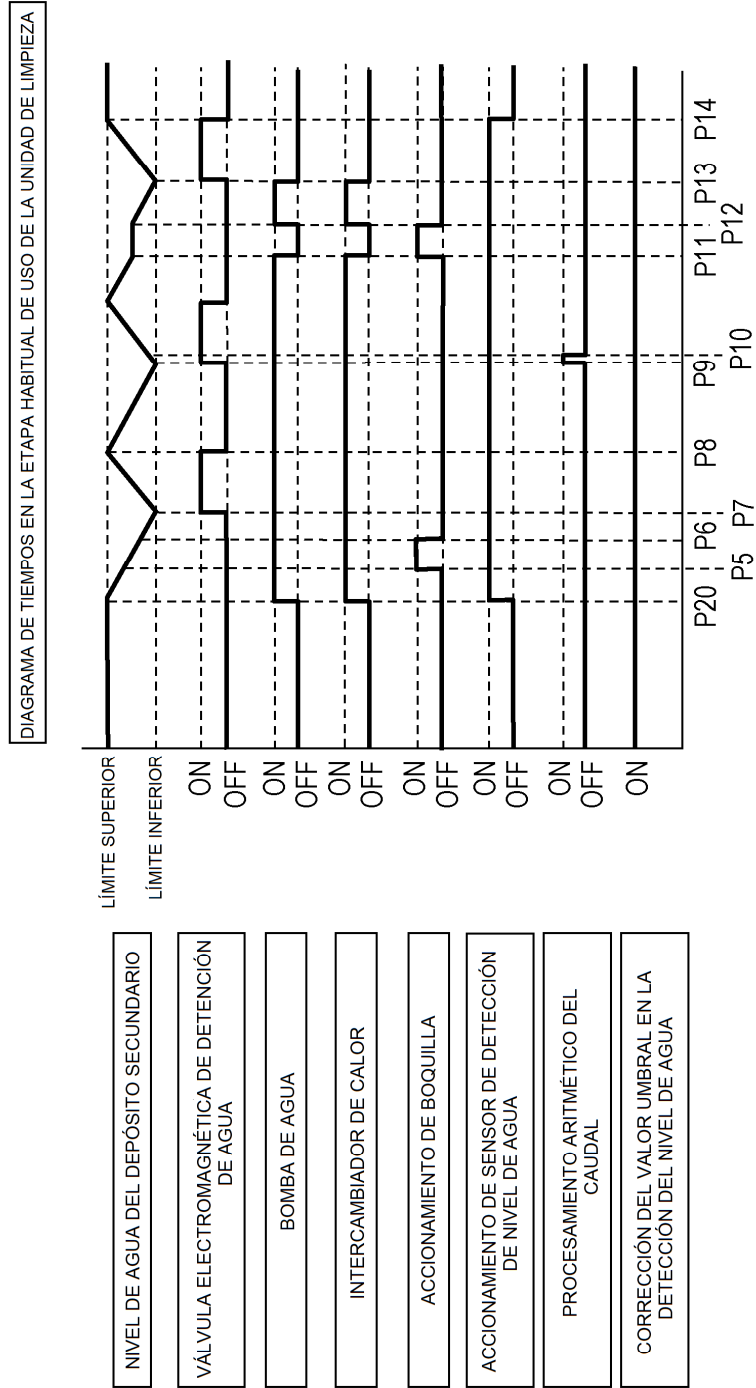 DIAGRAMA DE TIEMPOS EN LA ETAPA HABITUAL DE USO DE LA UNIDAD DE LIMPIEZA
NIVEL DE AGUA DEL DEPÓSITO SECUNDARIO
LÍMITE SUPERIOR
LÍMITE INFERIOR
VÁLVULA ELECTROMAGNÉTICA DE DETENCIÓN
DE AGUA
ON
OFF
BOMBA DE AGUA
ON
OFF
INTERCAMBIADOR DE CALOR
ON
OFF
ACCIONAMIENTO DE BOQUILLA
ON
OFF
ACCIONAMIENTO DE SENSOR DE DETECCIÓN
DE NIVEL DE AGUA
ON
OFF
PROCESAMIENTO ARITMÉTICO DEL
CAUDAL
ON
OFF
CORRECCIÓN DEL VALOR UMBRAL EN LA
DETECCIÓN DEL NIVEL DE AGUA
ON
P20 P5 P6 P7 P8 P9 P10 P11 P12 P13 P14